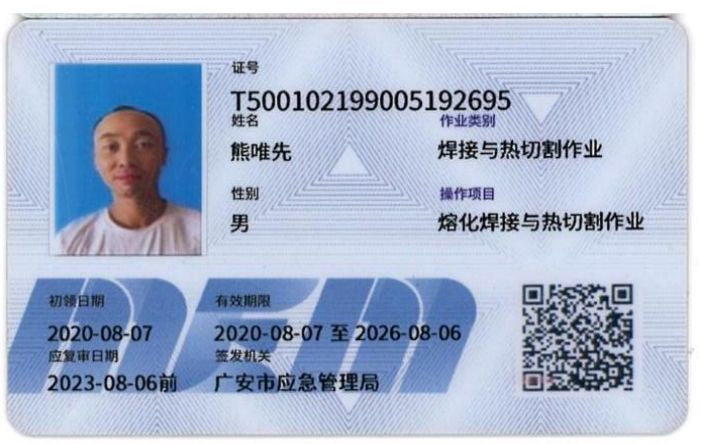 证号
T500102199005192695
姓名
作业类别
熊唯先
焊接与热切割作业
性别
操作项目
男
熔化焊接与热切割作业
初领日期
有效期限
2020-08-07
2020-08-07 至 2026-08-06
应复审日期
签发机关
2023-08-06前
广安市应急管理局
MEM